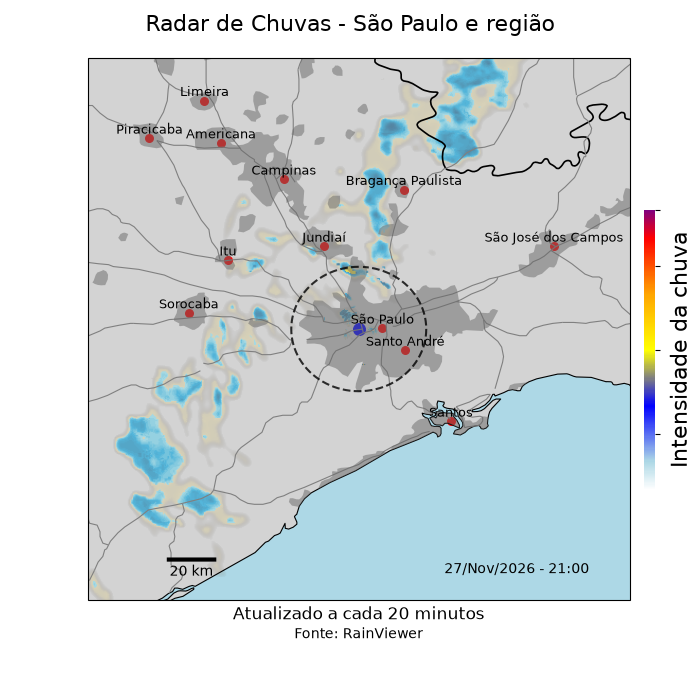 Radar de Chuvas - São Paulo e região
Limeira
Piracicaba
Americana
Campinas
Bragança Paulista
Jundiaí
São José dos Campos
Itu
Sorocaba
São Paulo
Santo André
Santos
Intensidade da chuva
27/Nov/2026 - 21:00
20 km
Atualizado a cada 20 minutos
Fonte: RainViewer